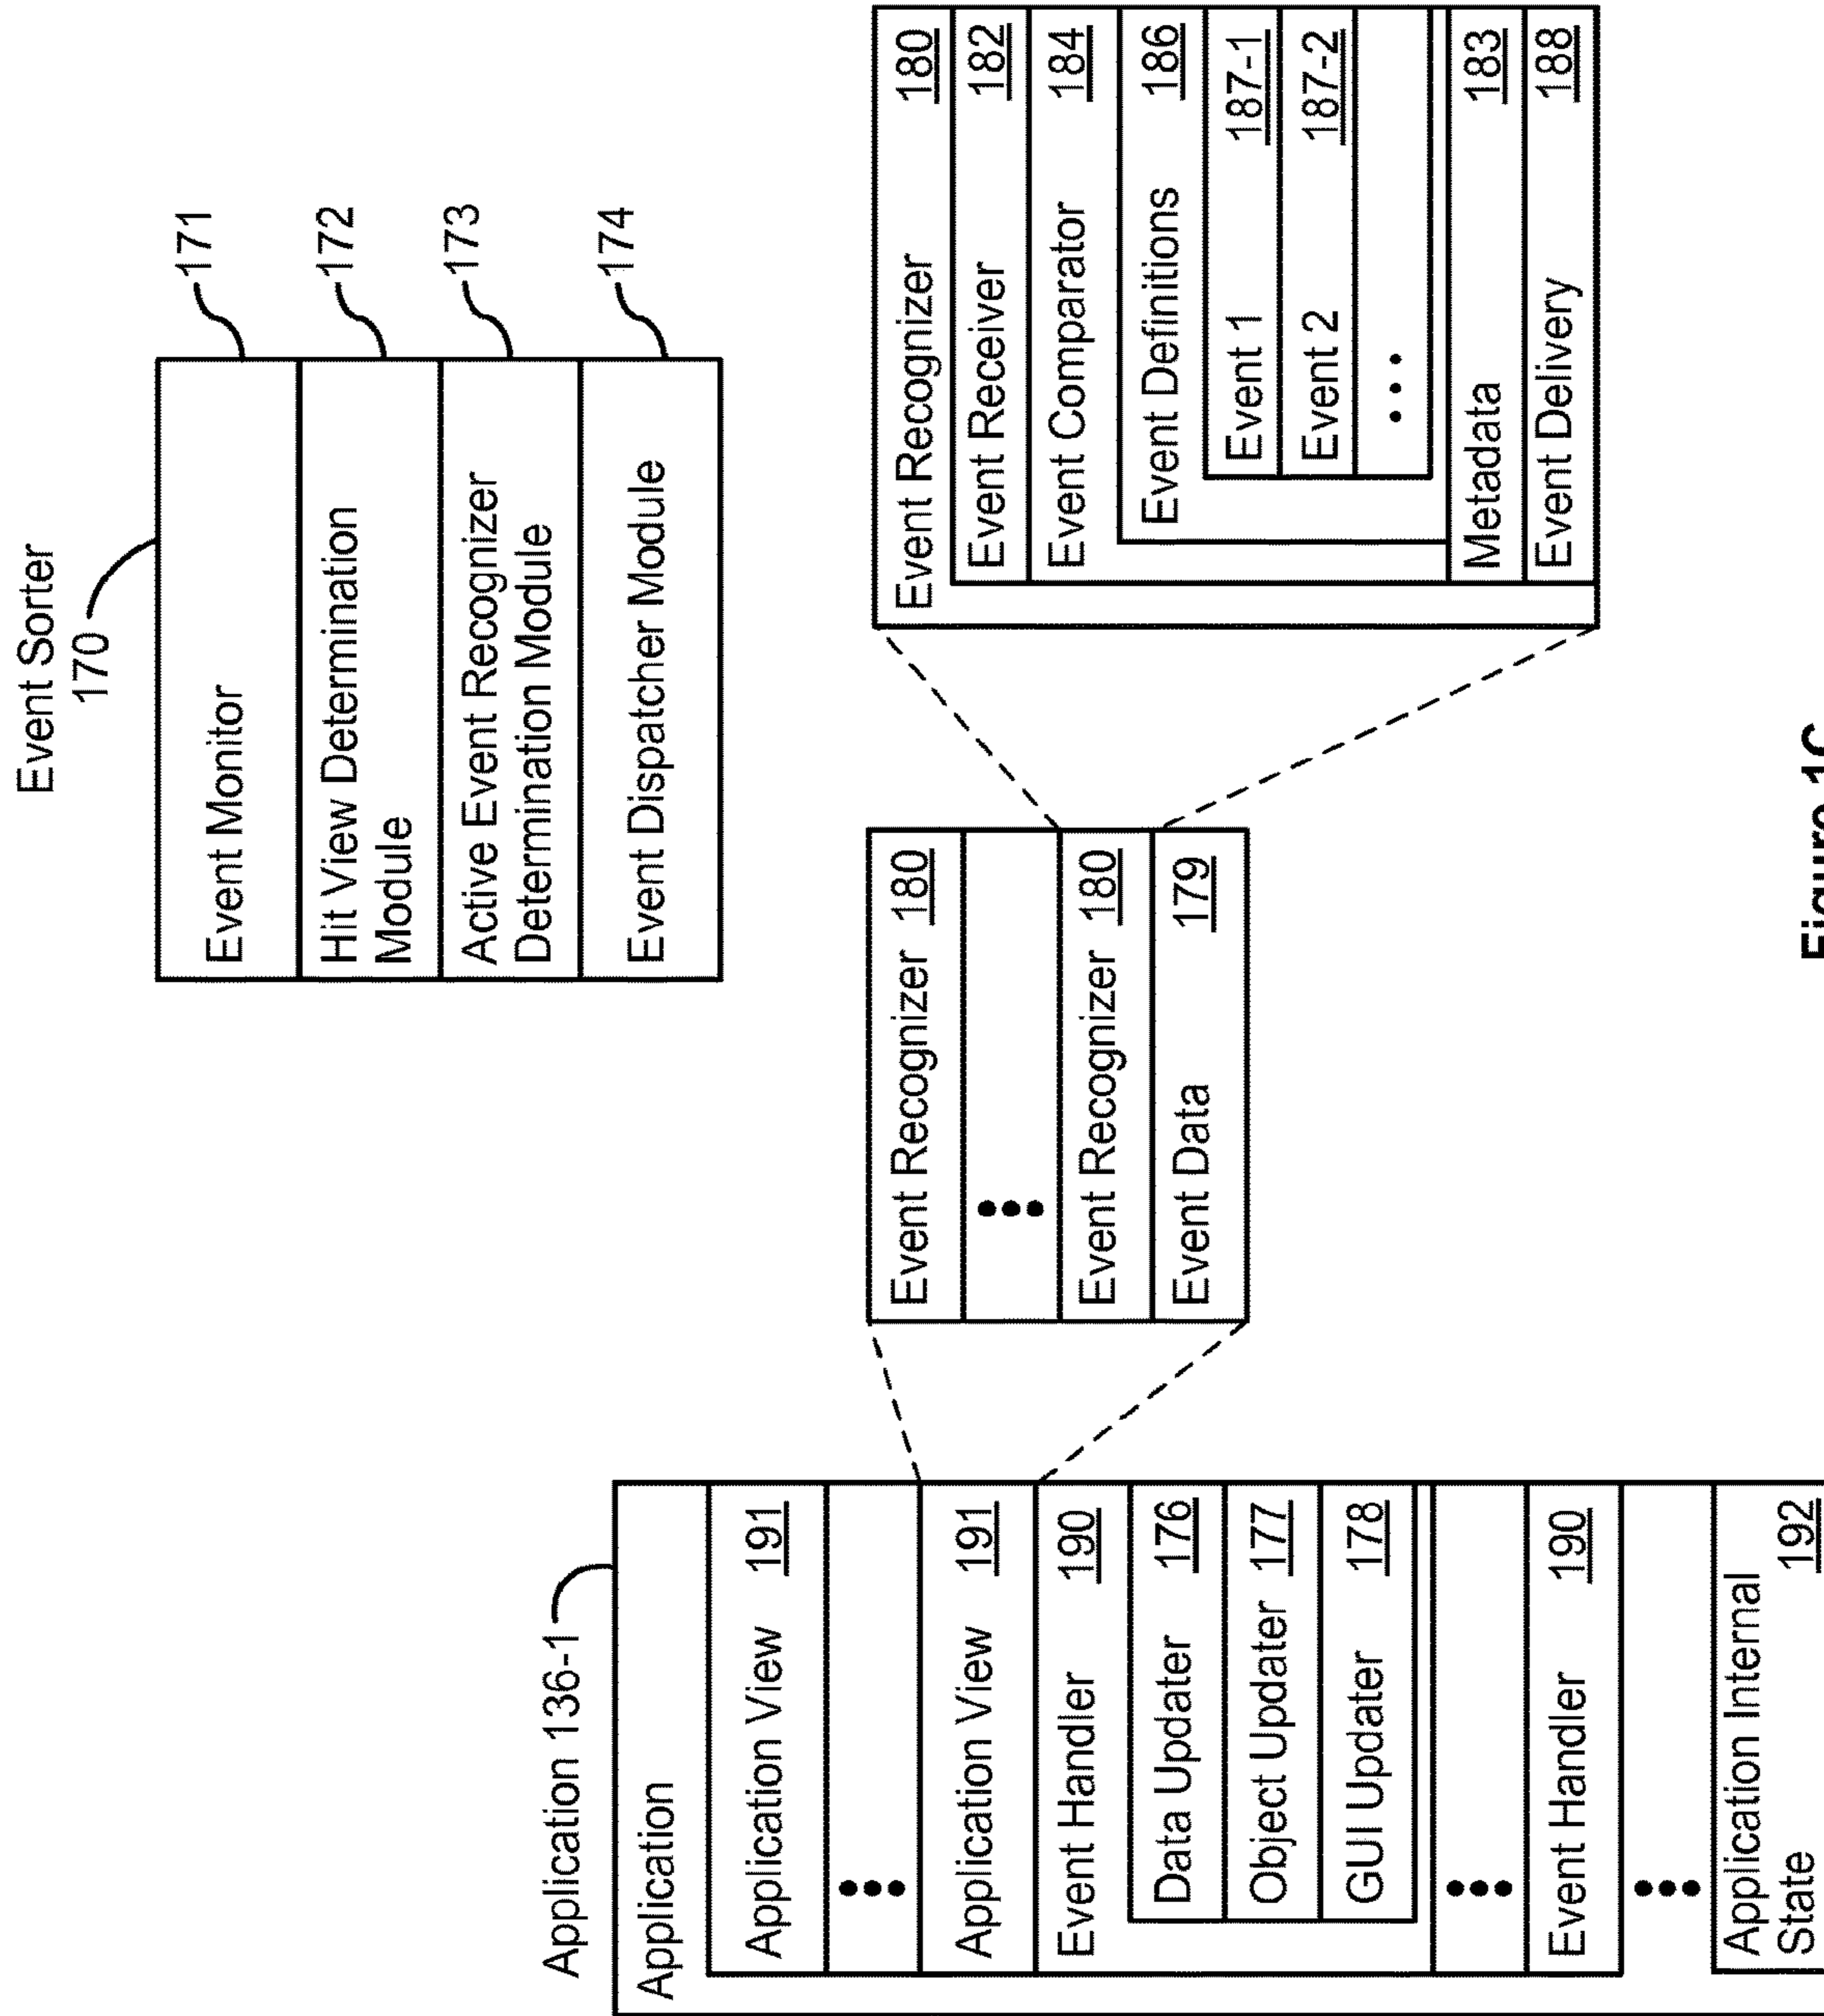 Event Sorter
170
Event Monitor
171
Hit View Determination
Module
172
Active Event Recognizer
Determination Module
173
Event Dispatcher Module
174
Application 136-1
Application
Application View 191
•••
Application View 191
Event Handler 190
Data Updater 176
Object Updater 177
GUI Updater 178
•••
Event Handler 190
•••
Application Internal
State 192
Event Recognizer 180
•••
Event Recognizer 180
Event Data 179
Event Recognizer 180
Event Receiver 182
Event Comparator 184
Event Definitions 186
Event 1 187-1
Event 2 187-2
•••
Metadata 183
Event Delivery 188
Figure 1C